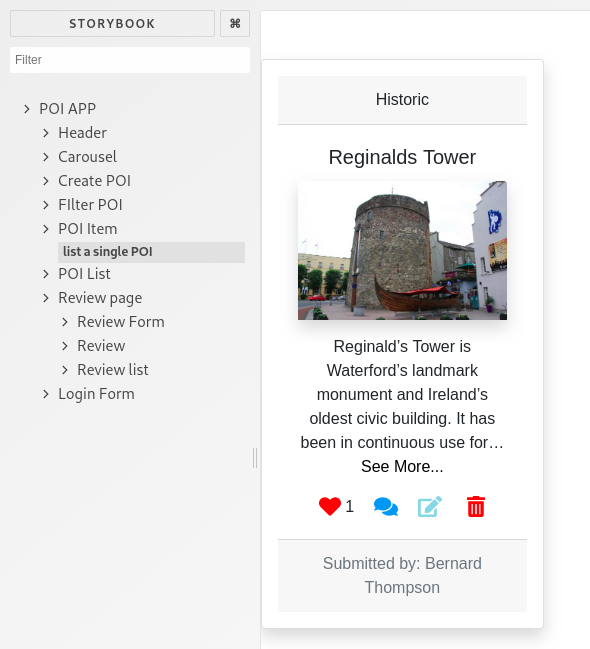 STORYBOOK
⌘
Filter
POI APP
Header
Carousel
Create POI
FIlter POI
POI Item
list a single POI
POI List
Review page
Review Form
Review
Review list
Login Form
Historic
Reginalds Tower
Reginald’s Tower is
Waterford’s landmark
monument and Ireland’s
oldest civic building. It has
been in continuous use for…
See More...
1
Submitted by: Bernard
Thompson